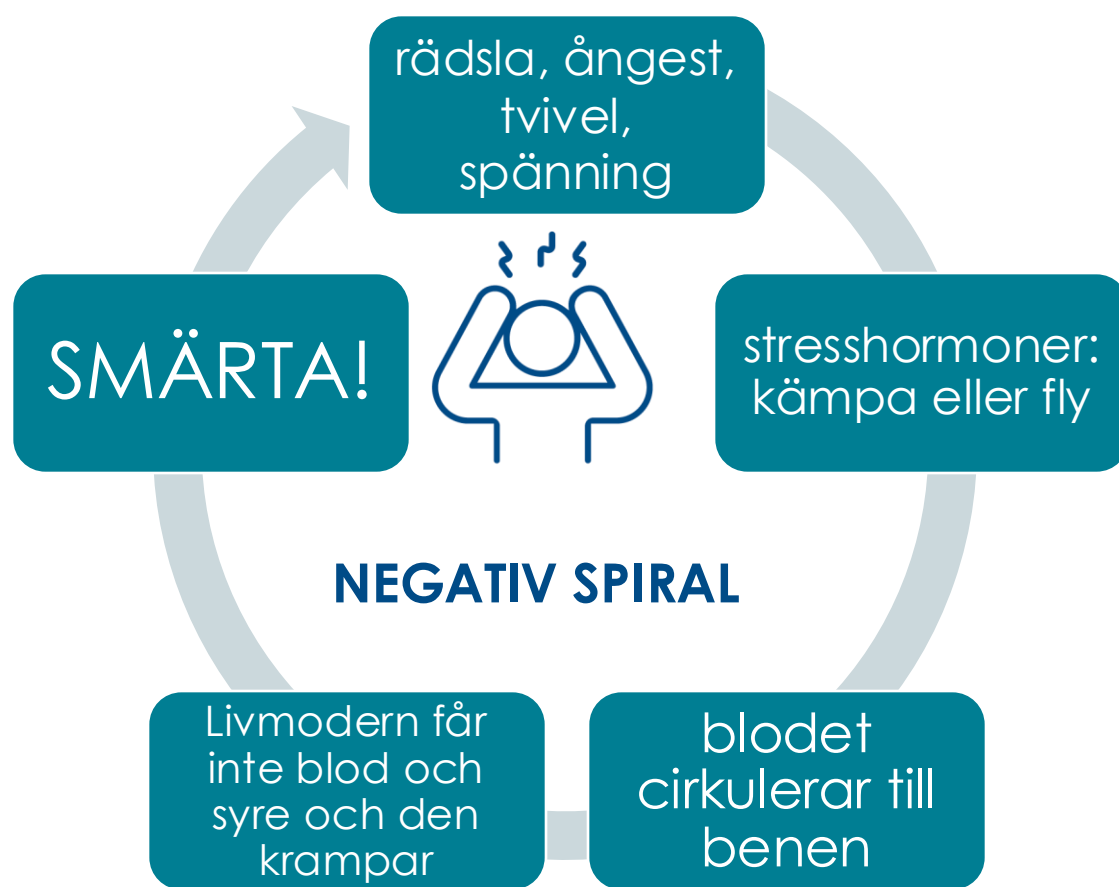 rädsla, ångest,
tvivel,
spänning
SMÄRTA!
stresshormoner:
kämpa eller fly
NEGATIV SPIRAL
Livmodern får
inte blod och
syre och den
krampar
blodet
cirkulerar till
benen